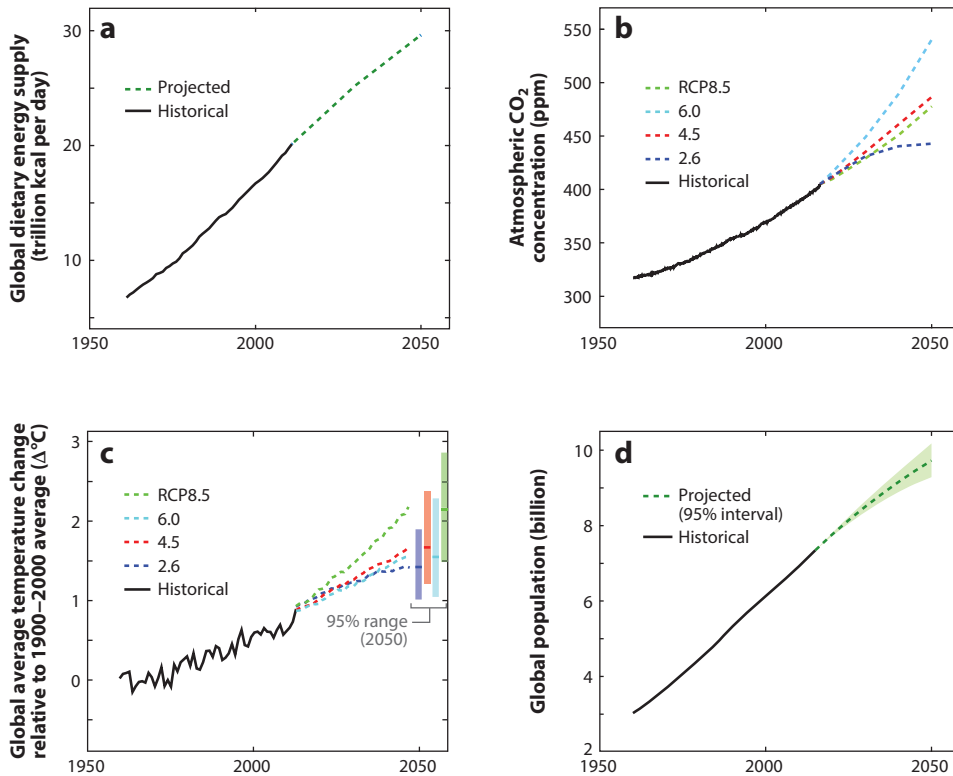 a
Global dietary energy supply
(trillion kcal per day)
30
20
10
Projected
Historical
1950
2000
2050
b
Atmospheric CO2
concentration (ppm)
550
500
450
400
350
300
RCP8.5
6.0
4.5
2.6
Historical
1950
2000
2050
c
Global average temperature change
relative to 1900–2000 average (Δ°C)
3
2
1
0
RCP8.5
6.0
4.5
2.6
Historical
95% range
(2050)
1950
2000
2050
d
Global population (billion)
10
8
6
4
2
Projected
(95% interval)
Historical
1950
2000
2050